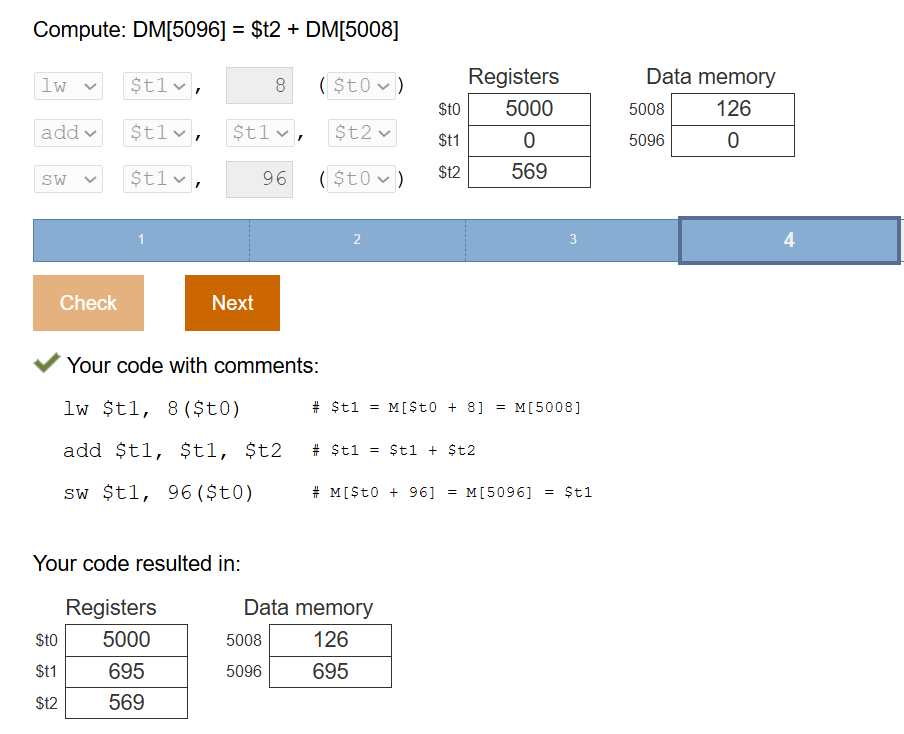 Compute: DM[5096] = $t2 + DM[5008]
Registers Data memory
lw $t1, 8 ($t0)
$t0 5000 5008 126
add $t1, $t1, $t2
$t1 0 5096 0
sw $t1, 96 ($t0)
$t2 569
1 2 3 4
Check Next
Your code with comments:
lw $t1, 8($t0) # $t1 = M[$t0 + 8] = M[5008]
add $t1, $t1, $t2 # $t1 = $t1 + $t2
sw $t1, 96($t0) # M[$t0 + 96] = M[5096] = $t1
Your code resulted in:
Registers Data memory
$t0 5000 5008 126
$t1 695 5096 695
$t2 569